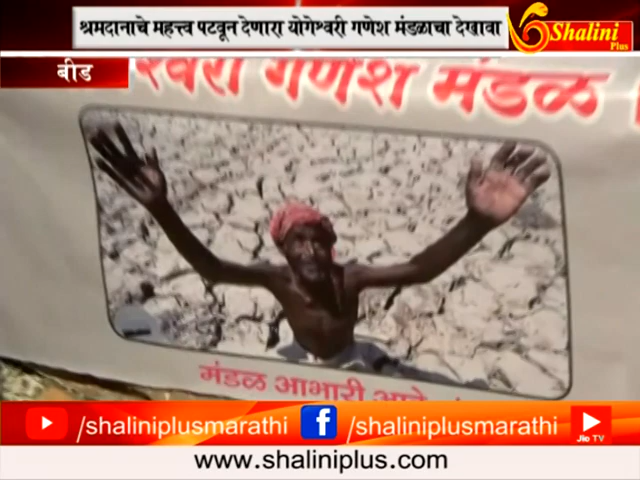 श्रमदानाचे महत्त्व पटवून देणारा योगेश्वरी गणेश मंडळाचा देखावा
Shalini
Plus
बीड
श्वरी गणेश मंडळ
मंडळ आभारी आहे
/shaliniplusmarathi
/shaliniplusmarathi
Jio TV
www.shaliniplus.com